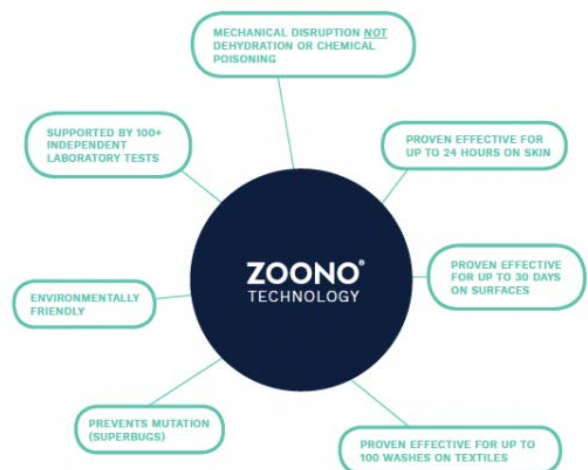 MECHANICAL DISRUPTION NOT
DEHYDRATION OR CHEMICAL
POISONING
SUPPORTED BY 100+
INDEPENDENT
LABORATORY TESTS
PROVEN EFFECTIVE FOR
UP TO 24 HOURS ON SKIN
ZOONO®
TECHNOLOGY
PROVEN EFFECTIVE
FOR UP TO 30 DAYS
ON SURFACES
ENVIRONMENTALLY
FRIENDLY
PREVENTS MUTATION
(SUPERBUGS)
PROVEN EFFECTIVE FOR UP TO
100 WASHES ON TEXTILES